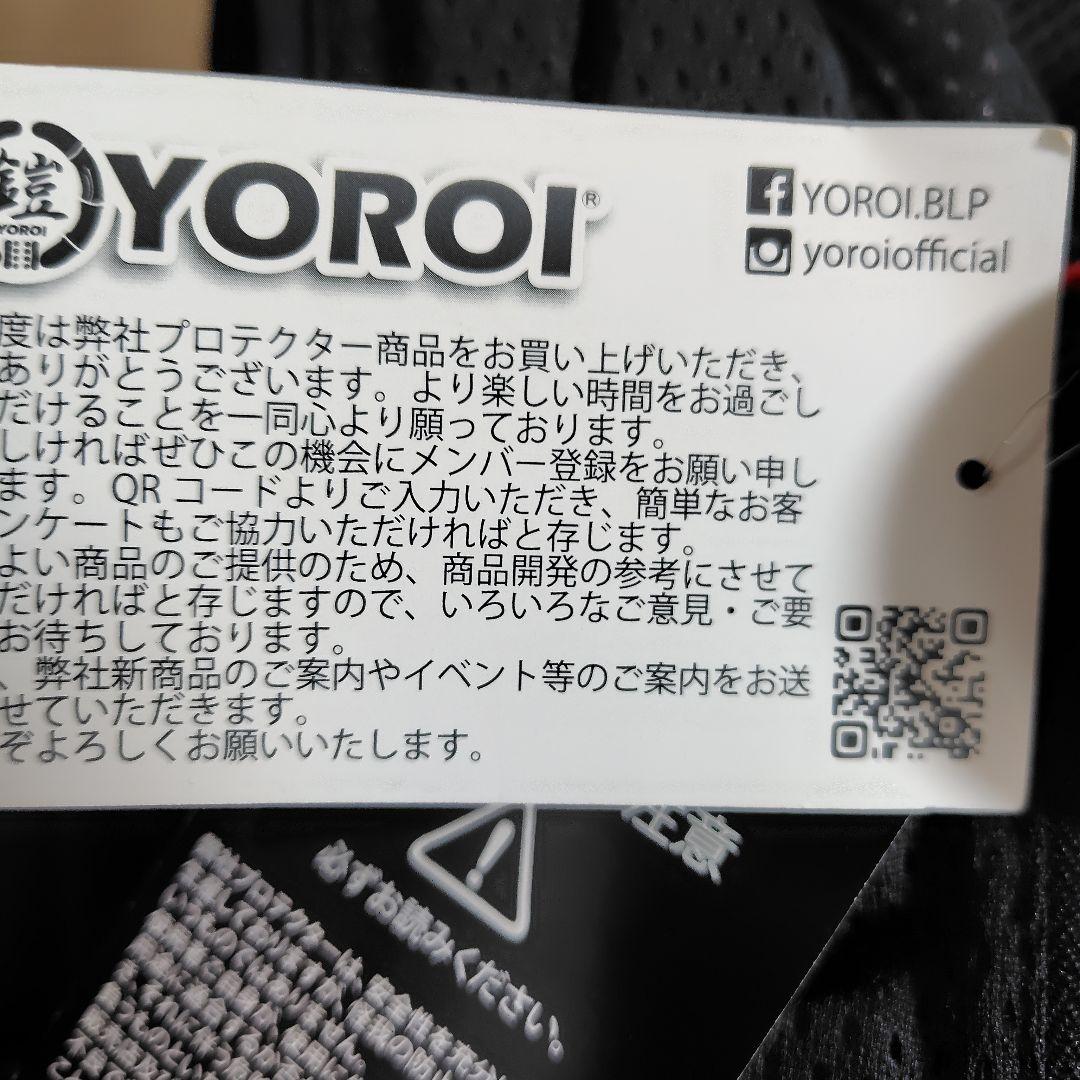 鎧
YOROI
YOROI®
YOROI.BLP
yoroiofficial
度は弊社プロテクター商品をお買い上げいただき、
ありがとうございます。より楽しい時間をお過ごし
だけることを一同心より願っております。
しければぜひこの機会にメンバー登録をお願い申し
ます。QRコードよりご入力いただき、簡単なお客
ンケートもご協力いただければと存じます。
よい商品のご提供のため、商品開発の参考にさせて
だければと存じますので、いろいろなご意見・ご要
お待ちしております。
、弊社新商品のご案内やイベント等のご案内をお送
せていただきます。
ぞよろしくお願いいたします。
注意
必ずお読みください。